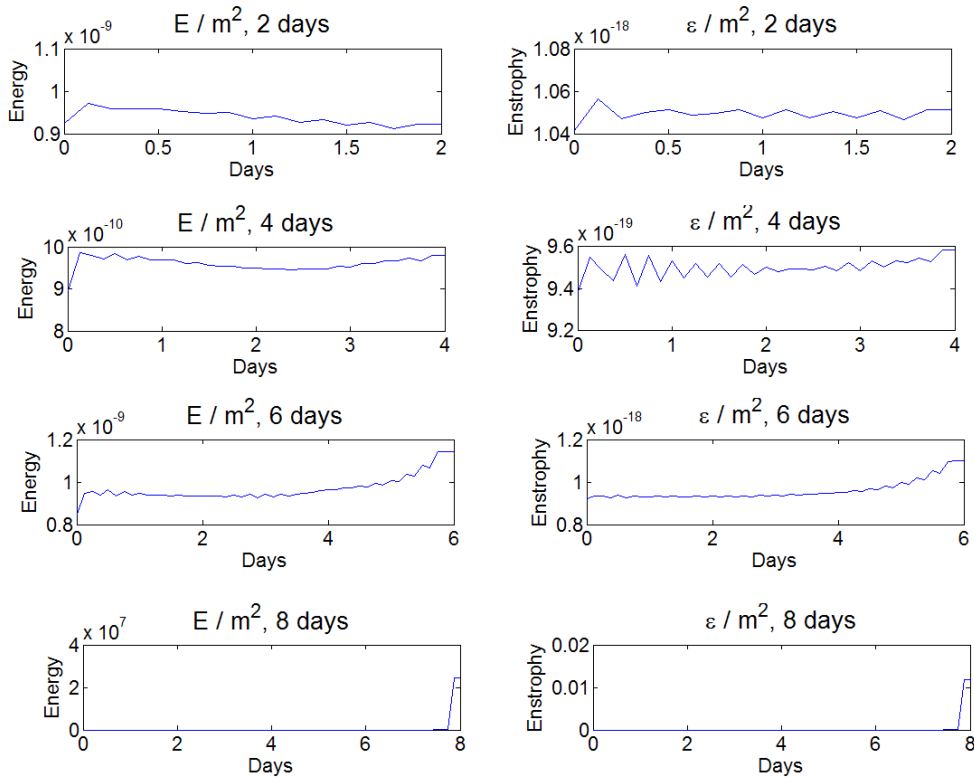 E / m², 2 days
x 10⁻⁹
1.1
1
0.9
Energy
0 0.5 1 1.5 2
Days
ε / m², 2 days
x 10⁻¹⁸
1.08
1.06
1.04
Enstrophy
0 0.5 1 1.5 2
Days
E / m², 4 days
x 10⁻¹⁰
10
9
8
Energy
0 1 2 3 4
Days
ε / m², 4 days
x 10⁻¹⁹
9.6
9.4
9.2
Enstrophy
0 1 2 3 4
Days
E / m², 6 days
x 10⁻⁹
1.2
1
0.8
Energy
0 2 4 6
Days
ε / m², 6 days
x 10⁻¹⁸
1.2
1
0.8
Enstrophy
0 2 4 6
Days
E / m², 8 days
x 10⁷
4
2
0
Energy
0 2 4 6 8
Days
ε / m², 8 days
0.02
0.01
0
Enstrophy
0 2 4 6 8
Days